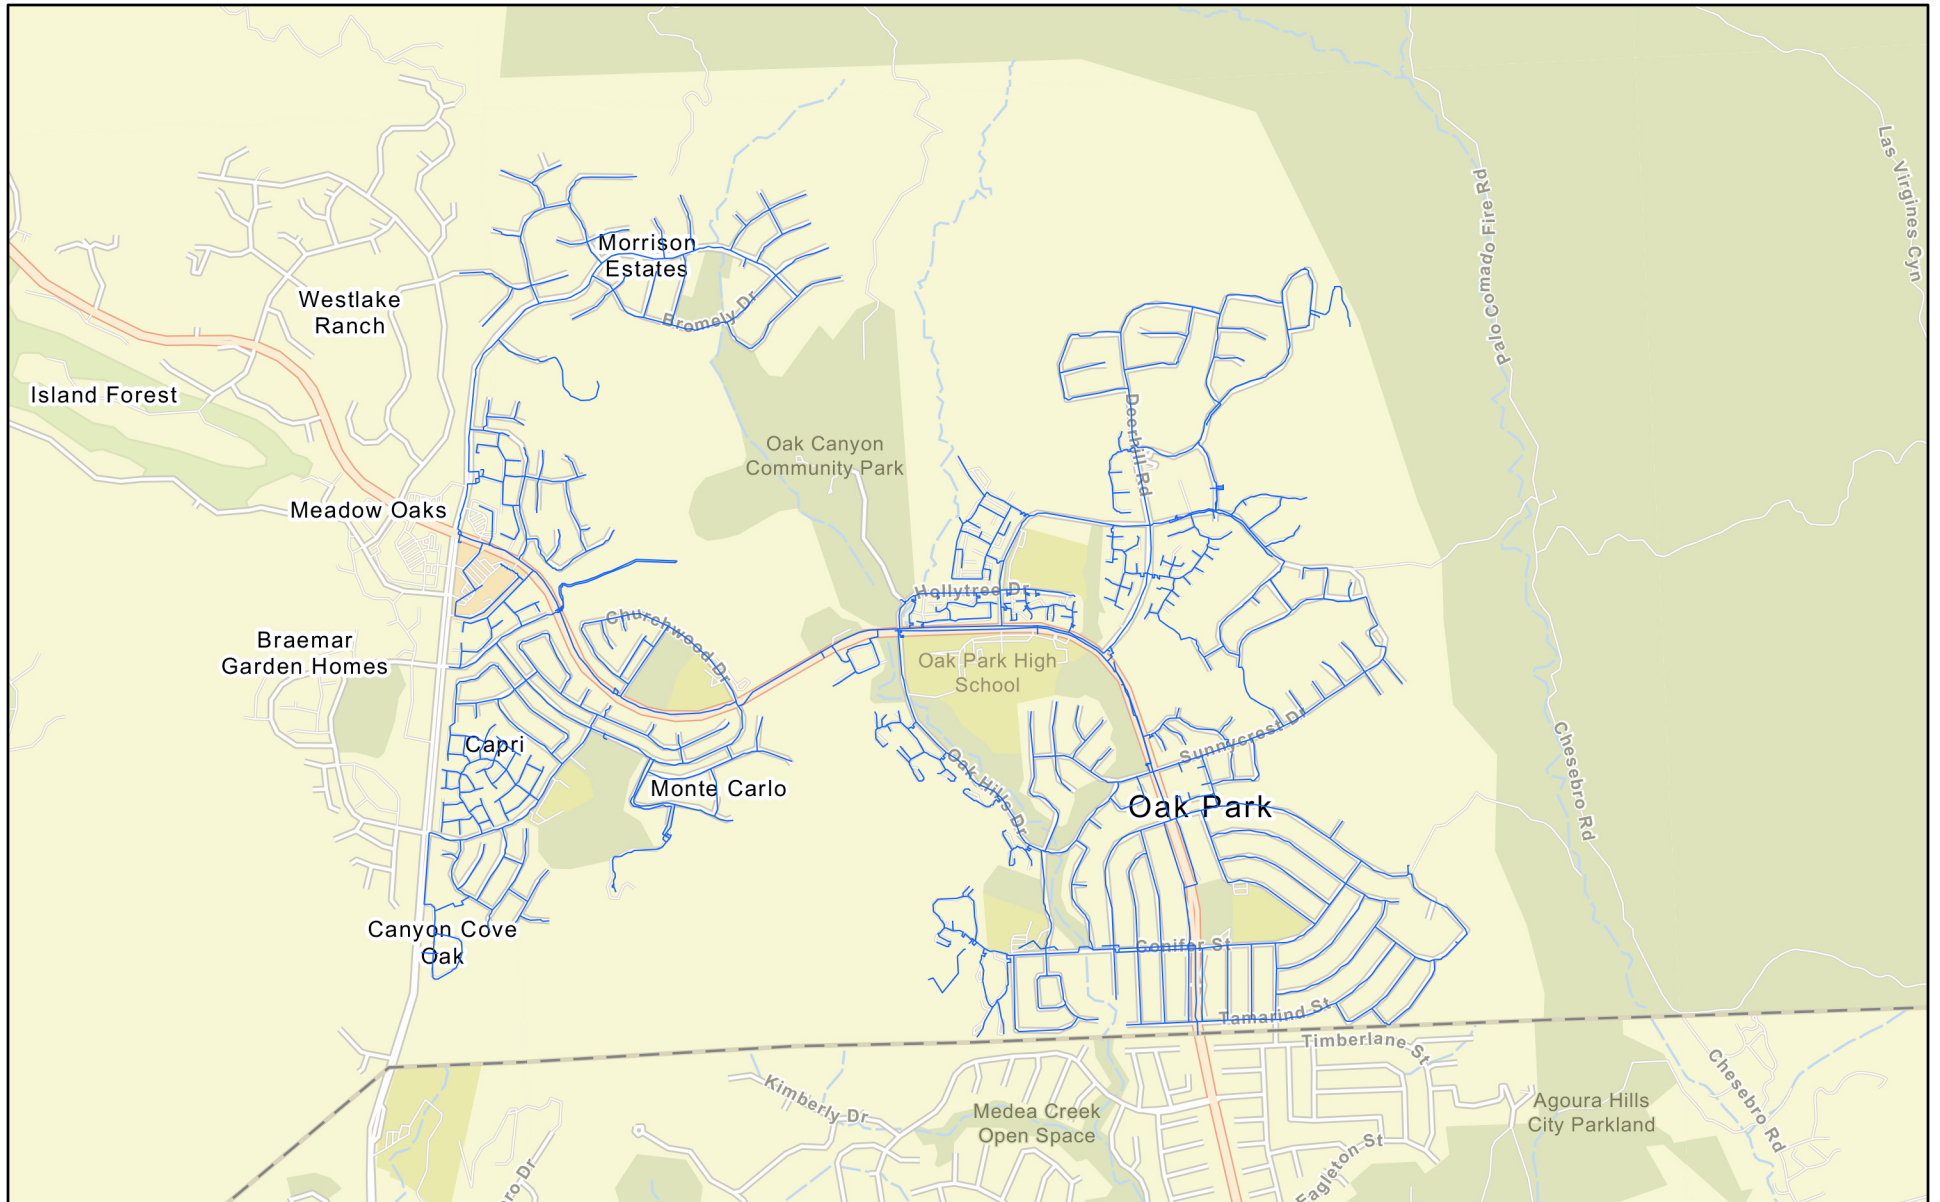 Las Virgines Cyn
Palo Comado Fire Rd
Morrison
Estates
Westlake
Ranch
Bromely Dr
Island Forest
Deerhill Rd
Oak Canyon
Community Park
Meadow Oaks
Hollytree Dr
Churchwood Dr
Braemar
Garden Homes
Oak Park High
School
Capri
Sunnycrest Dr
Chesebro Rd
Monte Carlo
Oak Hills Dr
Oak Park
Canyon Cove
Oak
Conifer St
Tamarind St
Timberlane St
Kimberly Dr
Chesebro Rd
Medea Creek
Open Space
Agoura Hills
City Parkland
Eagleton St
ro Dr